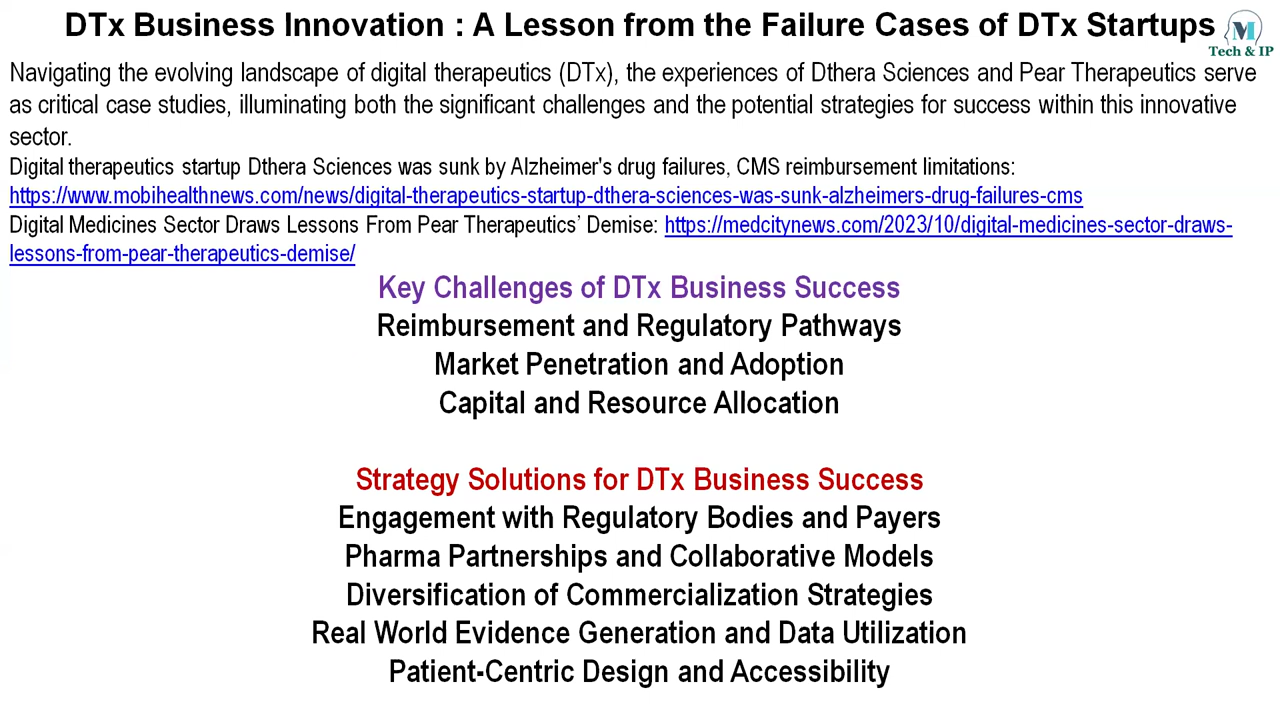 DTx Business Innovation : A Lesson from the Failure Cases of DTx Startups
M
Tech & IP
Navigating the evolving landscape of digital therapeutics (DTx), the experiences of Dthera Sciences and Pear Therapeutics serve
as critical case studies, illuminating both the significant challenges and the potential strategies for success within this innovative
sector.
Digital therapeutics startup Dthera Sciences was sunk by Alzheimer's drug failures, CMS reimbursement limitations:
https://www.mobihealthnews.com/news/digital-therapeutics-startup-dthera-sciences-was-sunk-alzheimers-drug-failures-cms
Digital Medicines Sector Draws Lessons From Pear Therapeutics’ Demise: https://medcitynews.com/2023/10/digital-medicines-sector-draws-
lessons-from-pear-therapeutics-demise/
Key Challenges of DTx Business Success
Reimbursement and Regulatory Pathways
Market Penetration and Adoption
Capital and Resource Allocation
Strategy Solutions for DTx Business Success
Engagement with Regulatory Bodies and Payers
Pharma Partnerships and Collaborative Models
Diversification of Commercialization Strategies
Real World Evidence Generation and Data Utilization
Patient-Centric Design and Accessibility